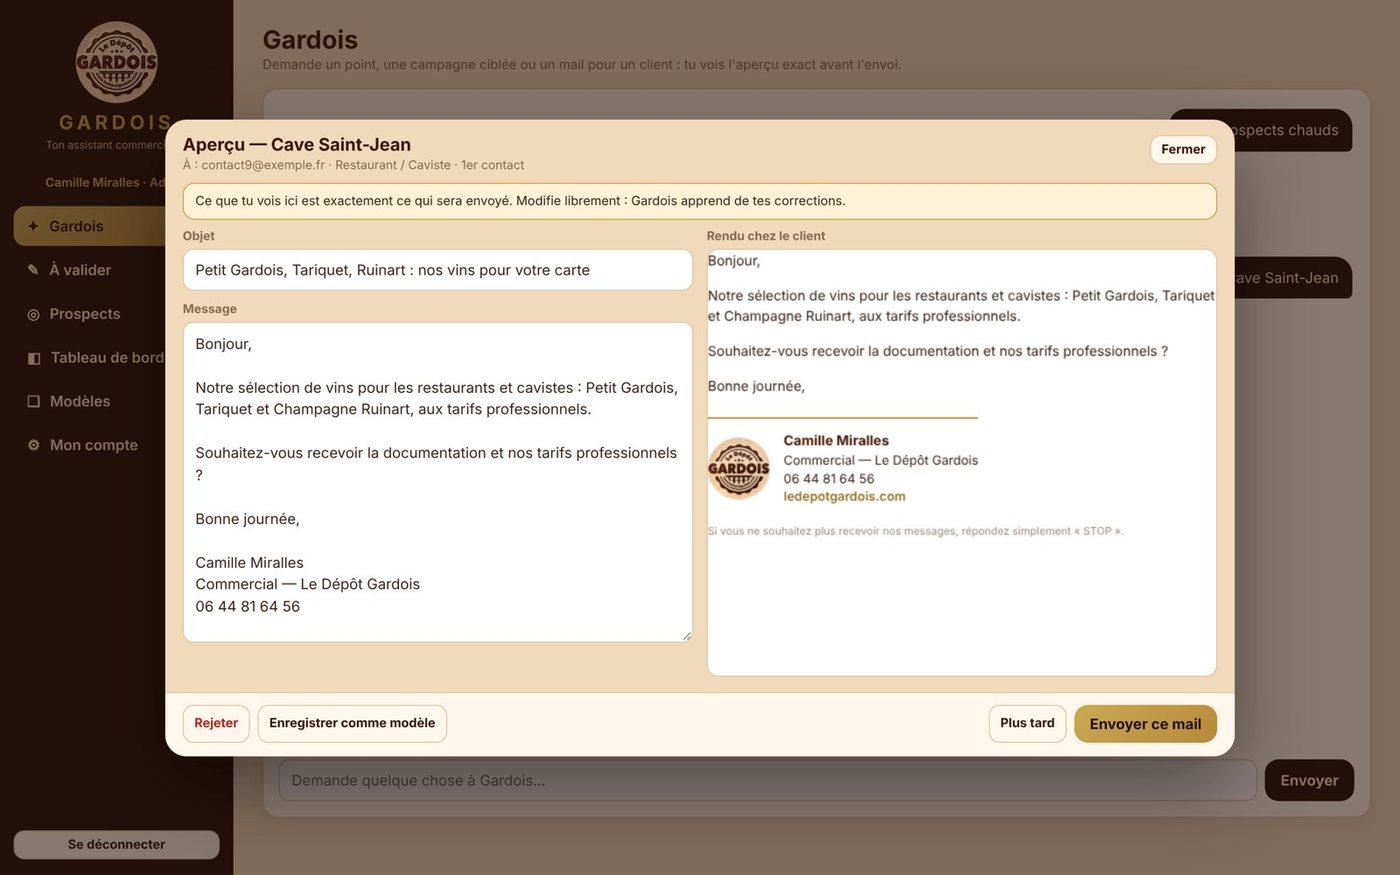 Le Dépôt
GARDOIS
GARDOIS
Ton assistant commerci
Camille Miralles · Ad
Gardois
À valider
Prospects
Tableau de bord
Modèles
Mon compte
Se déconnecter
Gardois
Demande un point, une campagne ciblée ou un mail pour un client : tu vois l'aperçu exact avant l'envoi.
ospects chauds
ave Saint-Jean
Aperçu — Cave Saint-Jean
À : contact9@exemple.fr · Restaurant / Caviste · 1er contact
Fermer
Ce que tu vois ici est exactement ce qui sera envoyé. Modifie librement : Gardois apprend de tes corrections.
Objet
Petit Gardois, Tariquet, Ruinart : nos vins pour votre carte
Message
Bonjour,
Notre sélection de vins pour les restaurants et cavistes : Petit Gardois,
Tariquet et Champagne Ruinart, aux tarifs professionnels.
Souhaitez-vous recevoir la documentation et nos tarifs professionnels
?
Bonne journée,
Camille Miralles
Commercial — Le Dépôt Gardois
06 44 81 64 56
Rendu chez le client
Bonjour,
Notre sélection de vins pour les restaurants et cavistes : Petit Gardois, Tariquet
et Champagne Ruinart, aux tarifs professionnels.
Souhaitez-vous recevoir la documentation et nos tarifs professionnels ?
Bonne journée,
Le Dépôt
GARDOIS
Camille Miralles
Commercial — Le Dépôt Gardois
06 44 81 64 56
ledepotgardois.com
Si vous ne souhaitez plus recevoir nos messages, répondez simplement « STOP ».
Rejeter
Enregistrer comme modèle
Plus tard
Envoyer ce mail
Demande quelque chose à Gardois...
Envoyer